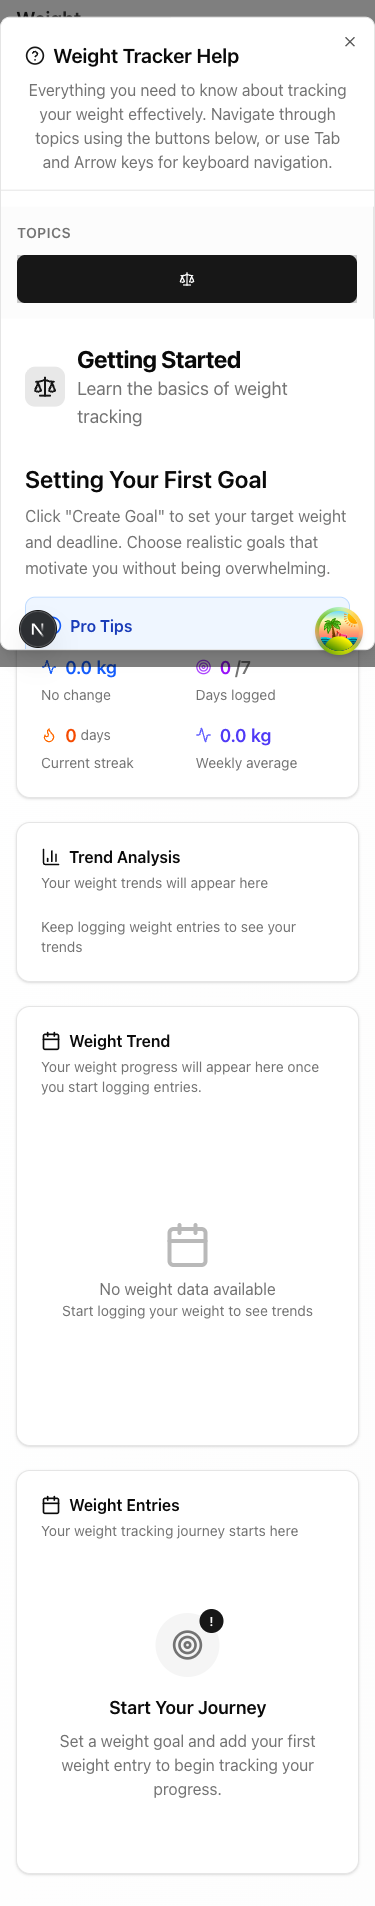 Weight
Weight Tracker Help
Everything you need to know about tracking
your weight effectively. Navigate through
topics using the buttons below, or use Tab
and Arrow keys for keyboard navigation.
TOPICS
Getting Started
Learn the basics of weight
tracking
Setting Your First Goal
Click "Create Goal" to set your target weight
and deadline. Choose realistic goals that
motivate you without being overwhelming.
N
Pro Tips
0.0 kg
0 /7
No change
Days logged
0 days
0.0 kg
Current streak
Weekly average
Trend Analysis
Your weight trends will appear here
Keep logging weight entries to see your
trends
Weight Trend
Your weight progress will appear here once
you start logging entries.
No weight data available
Start logging your weight to see trends
Weight Entries
Your weight tracking journey starts here
!
Start Your Journey
Set a weight goal and add your first
weight entry to begin tracking your
progress.